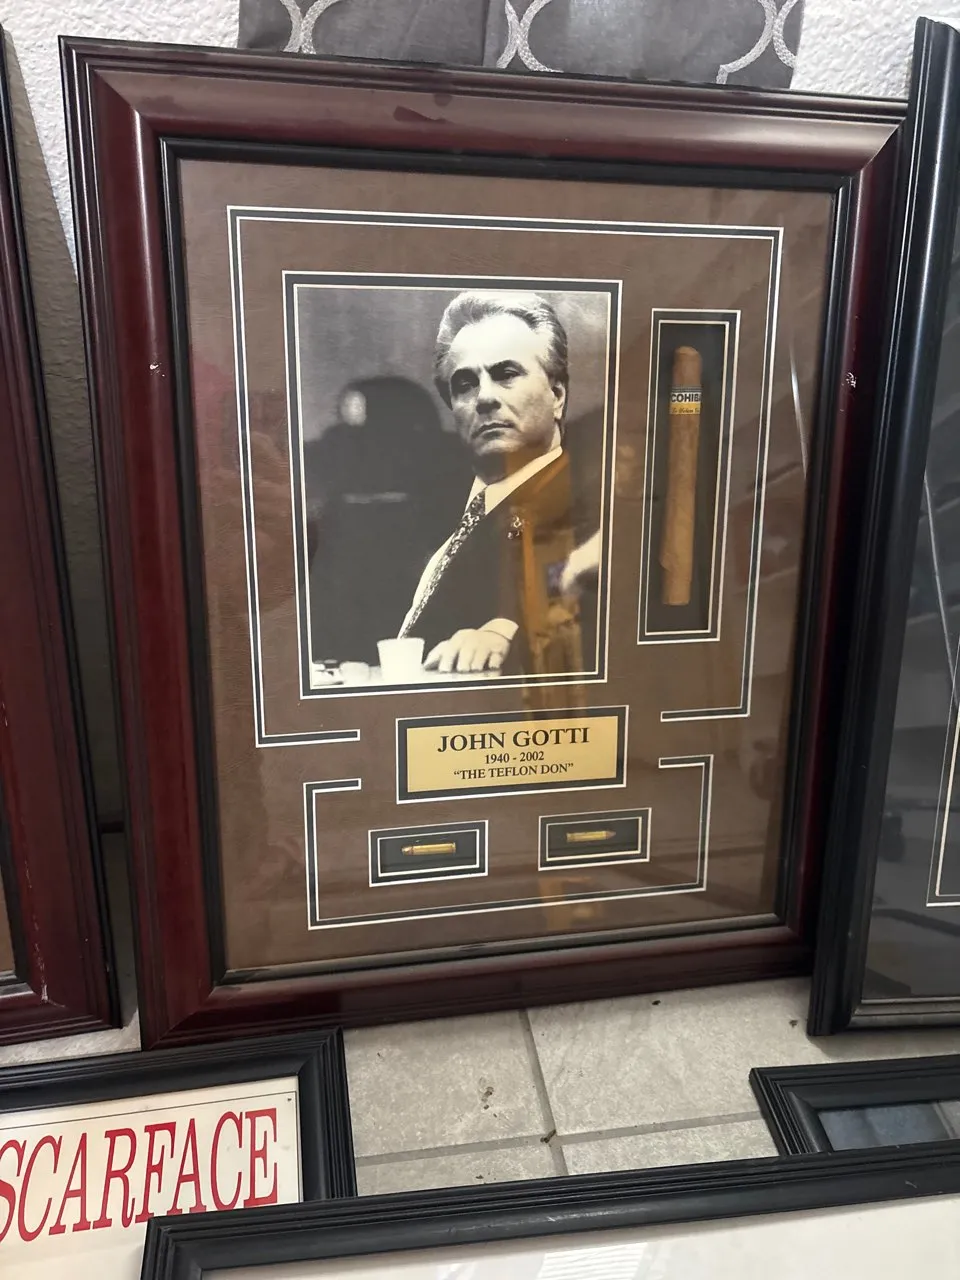 COHIBA
JOHN GOTTI
1940 - 2002
"THE TEFLON DON"
SCARFACE